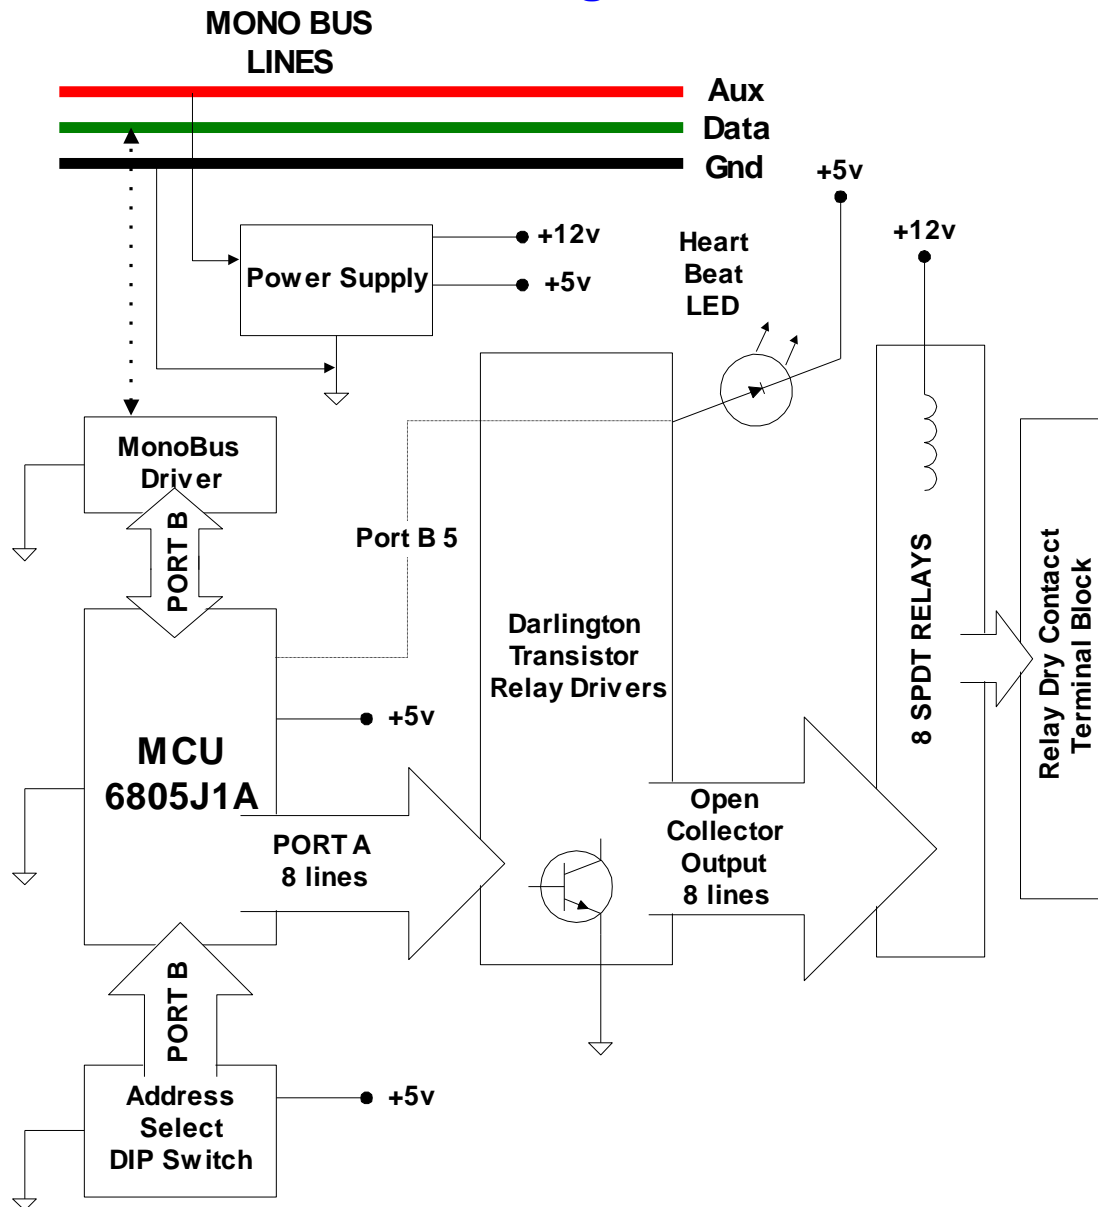 MONO BUS
LINES
Aux
Data
Gnd
+5v
+12v
Heart
Beat
LED
+12v
+5v
Power Supply
MonoBus
Driver
PORT B
Port B 5
Darlington
Transistor
Relay Drivers
8 SPDT RELAYS
Relay Dry Contacct
Terminal Block
+5v
MCU
6805J1A
PORT A
8 lines
Open
Collector
Output
8 lines
PORT B
Address
Select
DIP Switch
+5v